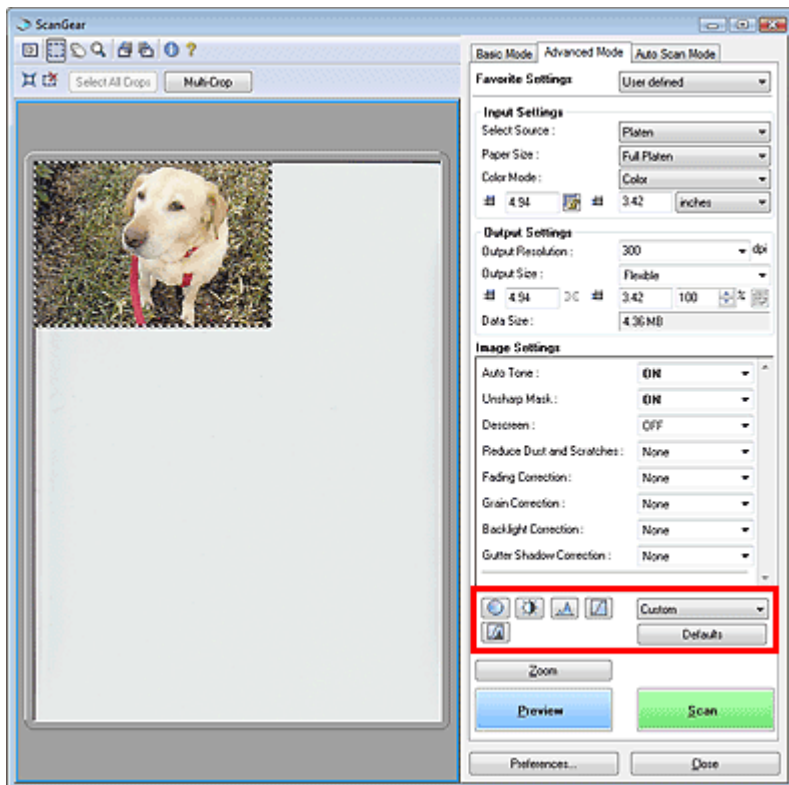 ScanGear
Select All Crops Multi-Crop
Basic Mode Advanced Mode Auto Scan Mode
Favorite Settings User defined
Input Settings
Select Source : Platen
Paper Size : Full Platen
Color Mode : Color
4.94 3.42 inches
Output Settings
Output Resolution : 300 dpi
Output Size : Flexible
4.94 3.42 100 %
Data Size : 4.36 MB
Image Settings
Auto Tone : ON
Unsharp Mask : ON
Descreen : OFF
Reduce Dust and Scratches : None
Fading Correction : None
Grain Correction : None
Backlight Correction : None
Gutter Shadow Correction : None
Custom
Defaults
Zoom
Preview Scan
Preferences... Close